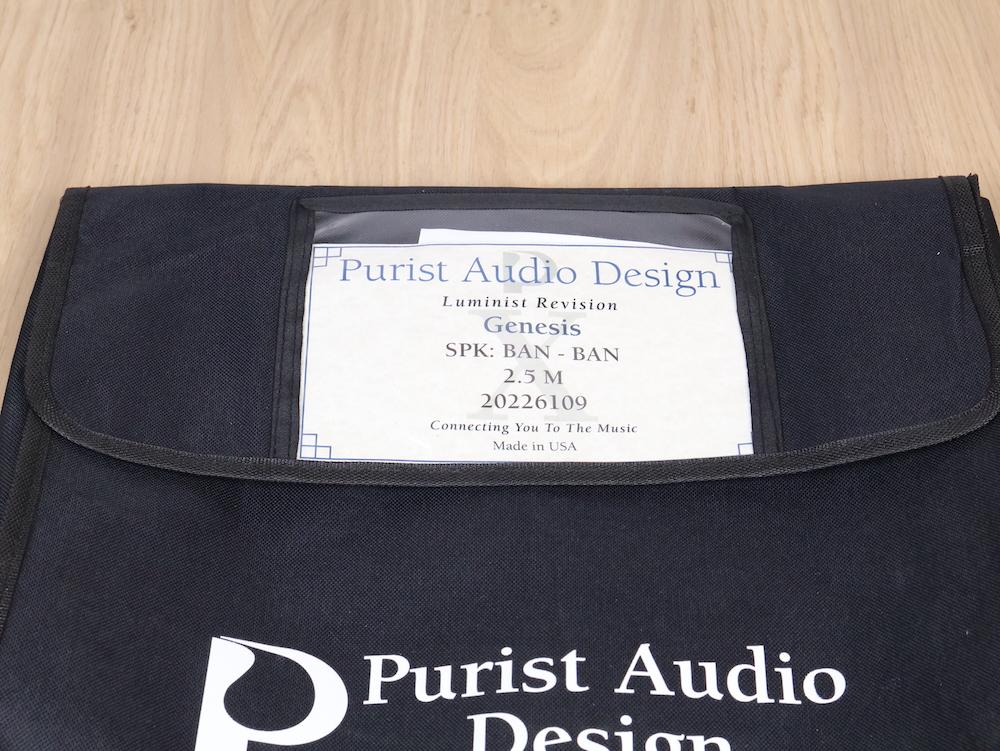 Purist Audio Design
Luminist Revision
Genesis
SPK: BAN - BAN
2.5 M
20226109
Connecting You To The Music
Made in USA
Purist Audio
Design